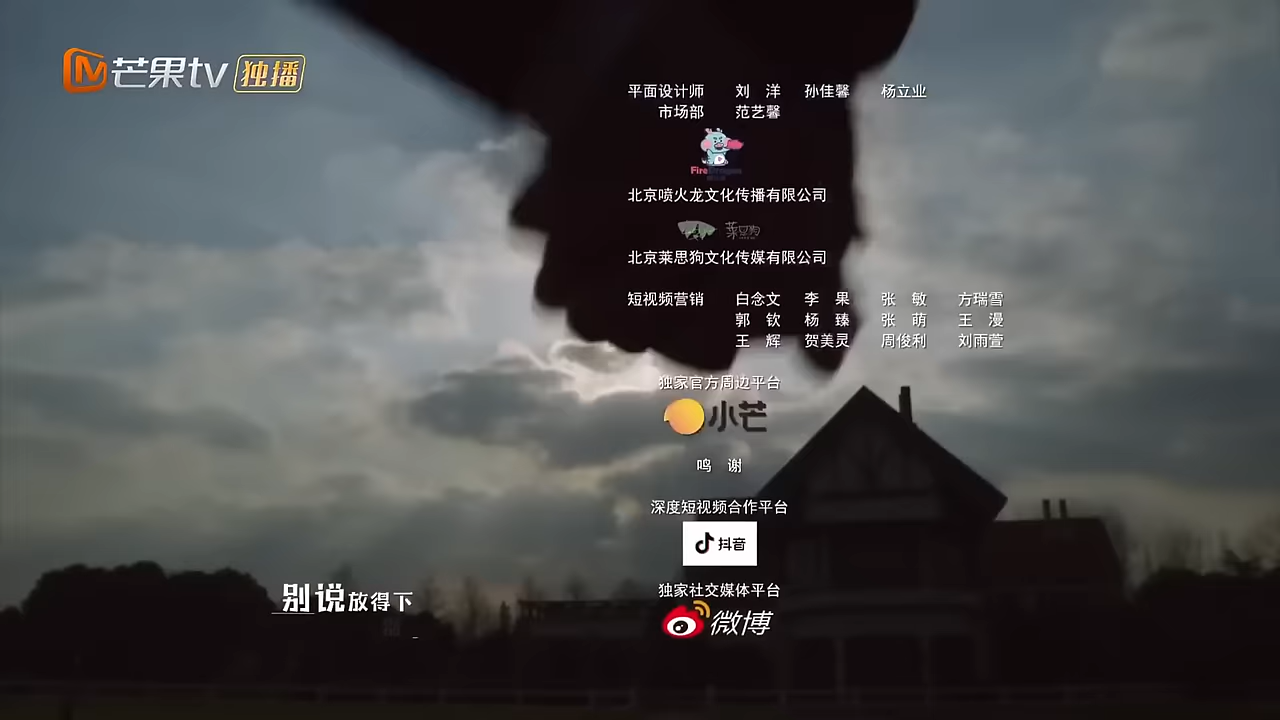 芒果tv 独播
平面设计师 刘 洋 孙佳馨 杨立业
市场部 范艺馨
FireDragon
北京喷火龙文化传播有限公司
莱思狗
北京莱思狗文化传媒有限公司
短视频营销 白念文 李 果 张 敏 方瑞雪
郭 钦 杨 臻 张 萌 王 漫
王 辉 贺美灵 周俊利 刘雨萱
独家官方周边平台
小芒
鸣 谢
深度短视频合作平台
抖音
独家社交媒体平台
微博
别说放得下